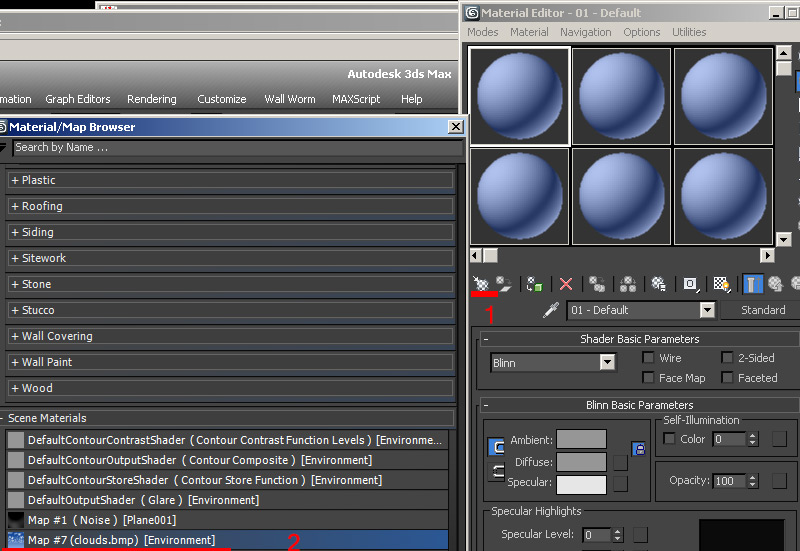 Material Editor - 01 - Default
Modes Material Navigation Options Utilities
Autodesk 3ds Max
mation Graph Editors Rendering Customize Wall Worm MAXScript Help
Material/Map Browser
Search by Name ...
+ Plastic
+ Roofing
+ Siding
+ Sitework
+ Stone
+ Stucco
+ Wall Covering
+ Wall Paint
+ Wood
- Scene Materials
DefaultContourContrastShader ( Contour Contrast Function Levels ) [Environme...
DefaultContourOutputShader ( Contour Composite ) [Environment]
DefaultContourStoreShader ( Contour Store Function ) [Environment]
DefaultOutputShader ( Glare ) [Environment]
Map #1 ( Noise ) [Plane001]
Map #7 (clouds.bmp) [Environment]
2
1
01 - Default Standard
- Shader Basic Parameters
Blinn Wire 2-Sided
Face Map Faceted
- Blinn Basic Parameters
Self-Illumination
Ambient: Color 0
Diffuse:
Specular: Opacity: 100
Specular Highlights
Specular Level: 0